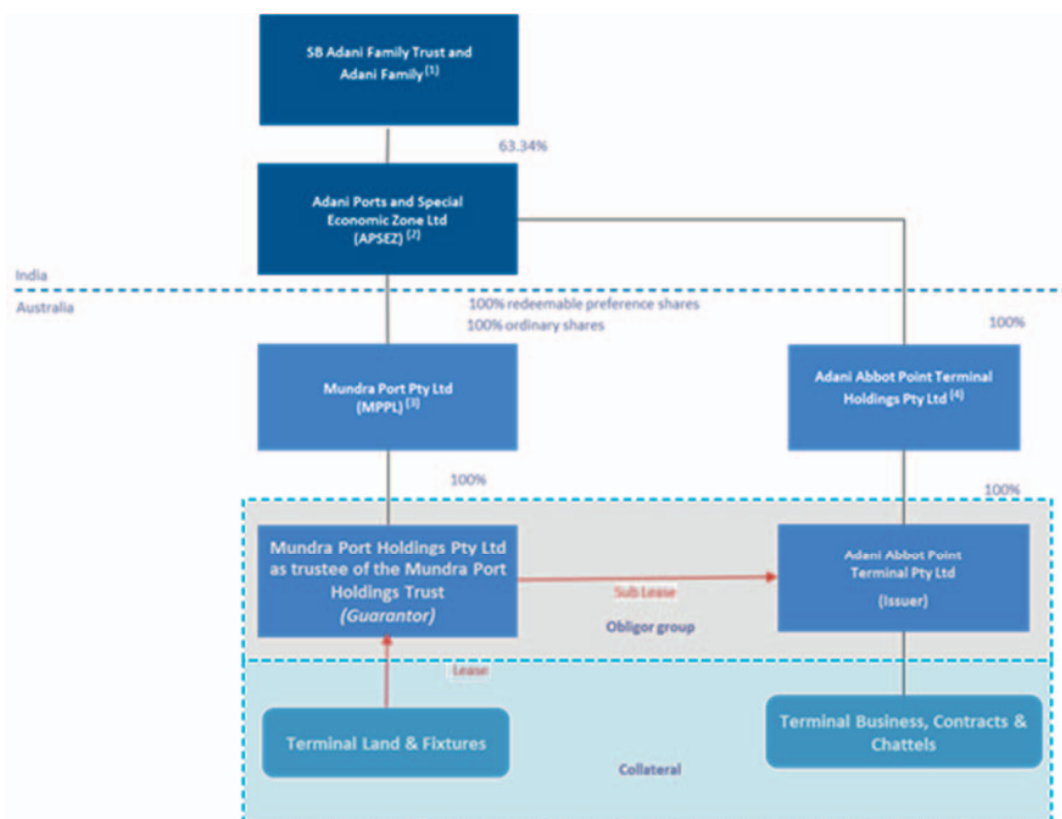 SB Adani Family Trust and
Adani Family (1)
63.34%
Adani Ports and Special
Economic Zone Ltd
(APSEZ) (2)
India
Australia
100% redeemable preference shares
100% ordinary shares
100%
Mundra Port Pty Ltd
(MPPL) (3)
Adani Abbot Point Terminal
Holdings Pty Ltd (4)
100%
100%
Mundra Port Holdings Pty Ltd
as trustee of the Mundra Port
Holdings Trust
(Guarantor)
Sub Lease
Adani Abbot Point
Terminal Pty Ltd
(Issuer)
Obligor group
Lease
Terminal Land & Fixtures
Terminal Business, Contracts &
Chattels
Collateral